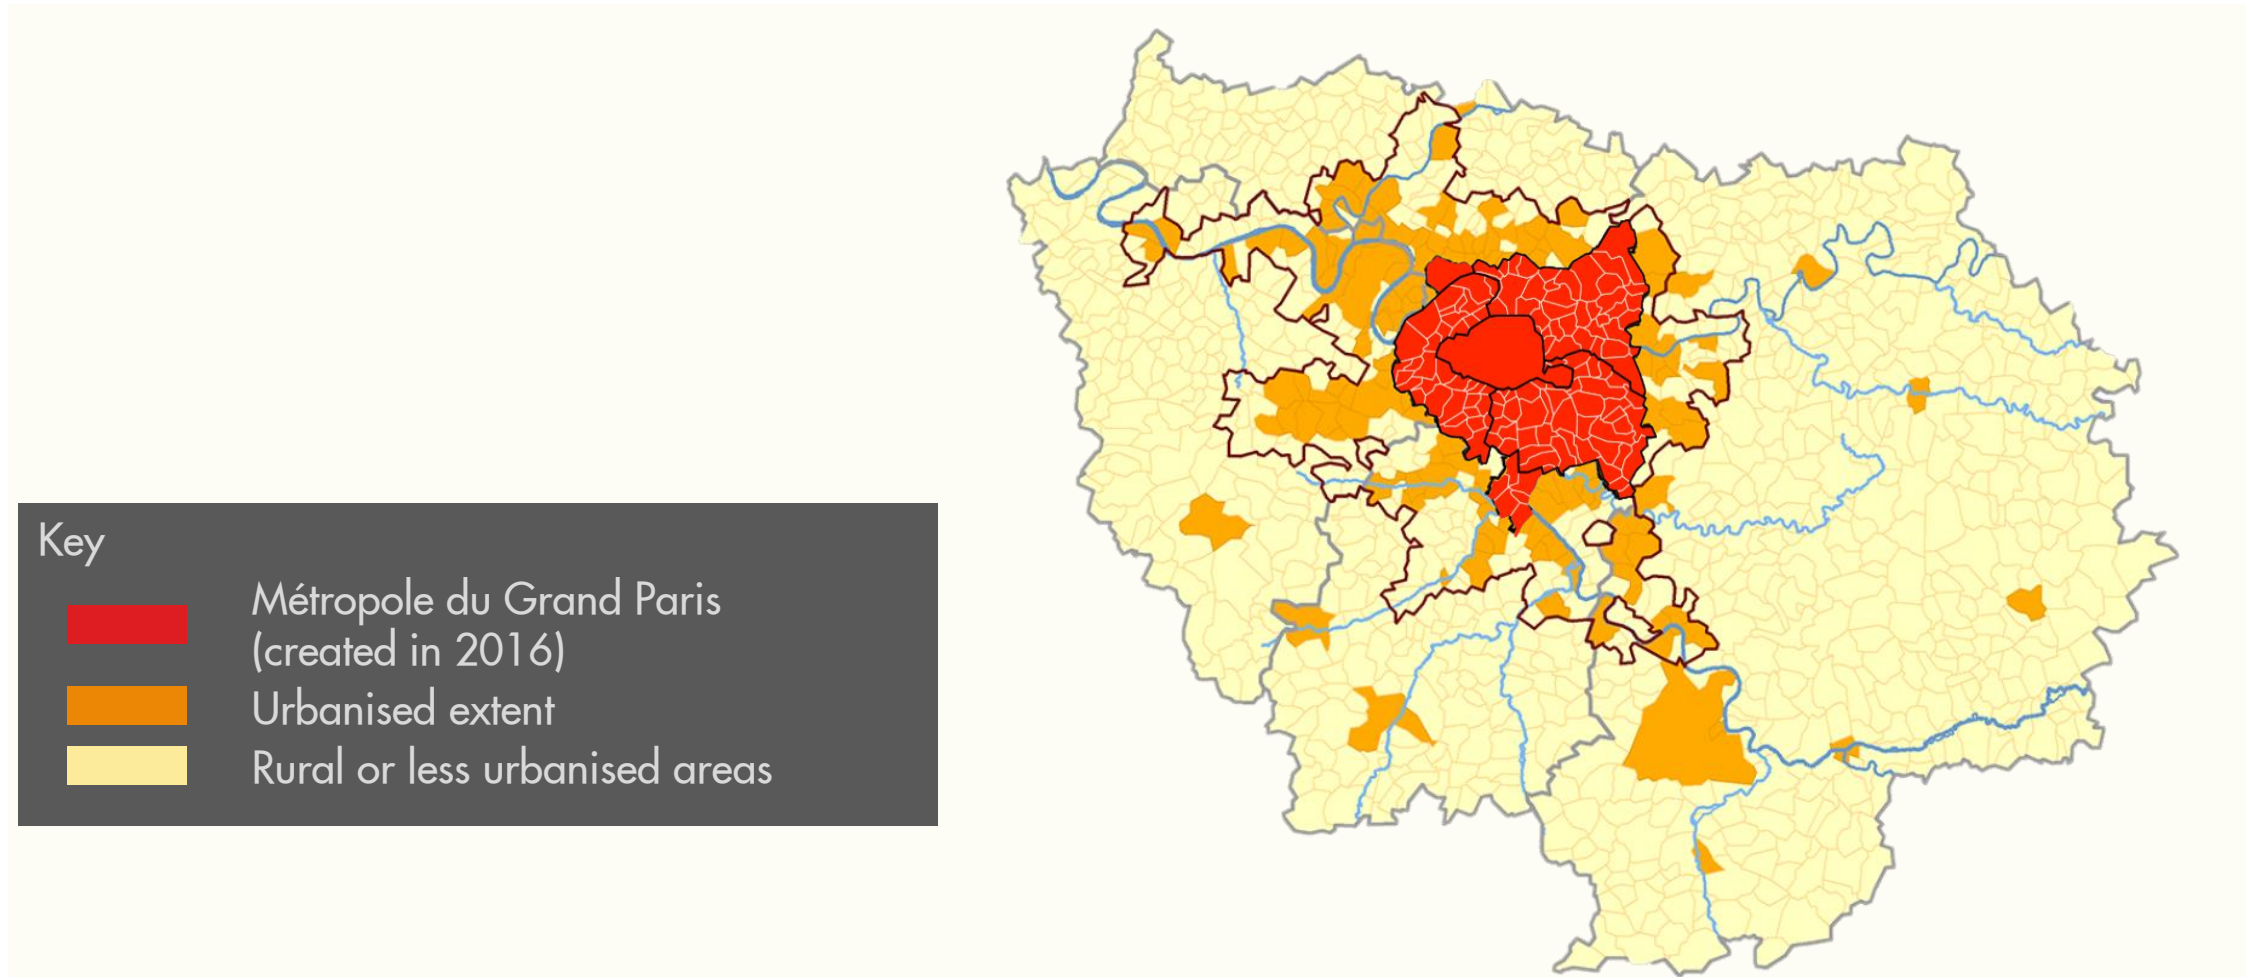 Key
Métropole du Grand Paris
(created in 2016)
Urbanised extent
Rural or less urbanised areas